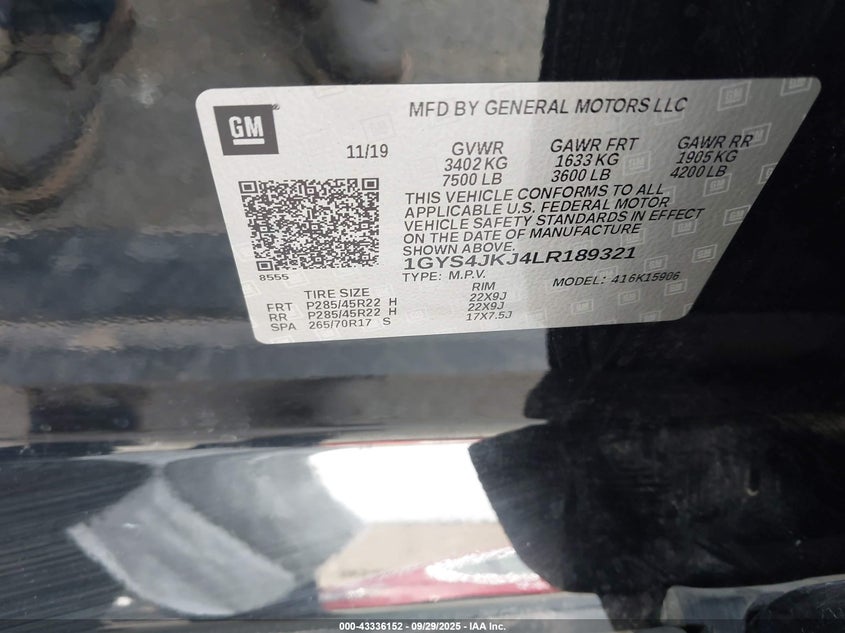 GM
MFD BY GENERAL MOTORS LLC
11/19 GVWR GAWR FRT GAWR RR
3402 KG 1633 KG 1905 KG
7500 LB 3600 LB 4200 LB
THIS VEHICLE CONFORMS TO ALL
APPLICABLE U.S. FEDERAL MOTOR
VEHICLE SAFETY STANDARDS IN EFFECT
ON THE DATE OF MANUFACTURE
SHOWN ABOVE.
1GYS4JKJ4LR189321
TYPE: M.P.V. MODEL: 416K15906
8555
TIRE SIZE RIM
FRT P285/45R22 H 22X9J
RR P285/45R22 H 22X9J
SPA 265/70R17 S 17X7.5J
000-43336152 - 09/29/2025 - IAA Inc.